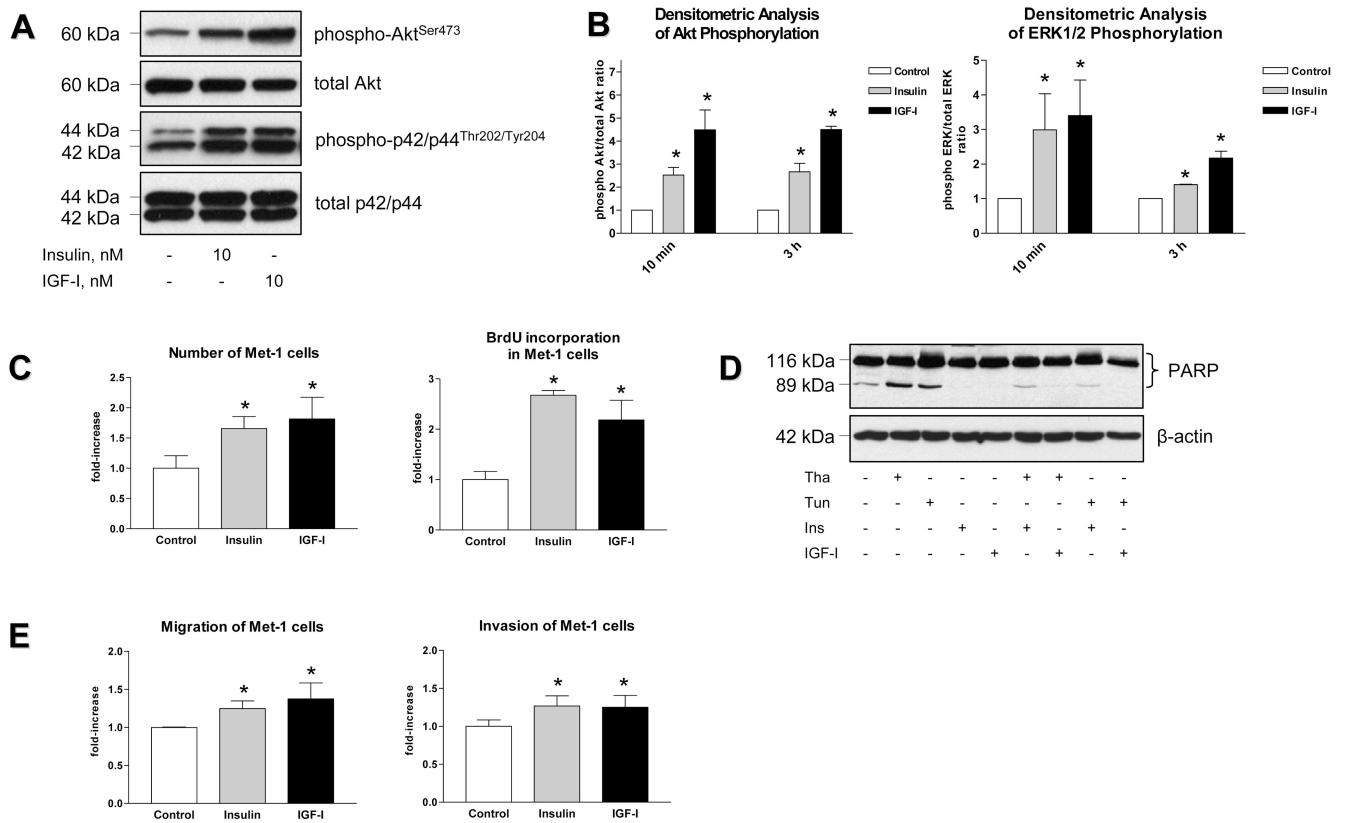 A
60 kDa
phospho-Akt^Ser473
60 kDa
total Akt
44 kDa
42 kDa
phospho-p42/p44^Thr202/Tyr204
44 kDa
42 kDa
total p42/p44
Insulin, nM - 10 -
IGF-I, nM - - 10
B
Densitometric Analysis
of Akt Phosphorylation
phospho Akt/total Akt ratio
7
6
5
4
3
2
1
0
* * * *
10 min
3 h
Control
Insulin
IGF-I
Densitometric Analysis
of ERK1/2 Phosphorylation
phospho ERK/total ERK
ratio
5
4
3
2
1
0
* * * *
10 min
3 h
Control
Insulin
IGF-I
C
Number of Met-1 cells
fold-increase
2.5
2.0
1.5
1.0
0.5
0.0
* *
Control Insulin IGF-I
BrdU incorporation
in Met-1 cells
fold-increase
3
2
1
0
* *
Control Insulin IGF-I
D
116 kDa
89 kDa
PARP
42 kDa
β-actin
Tha - + - - - + + - -
Tun - - + - - - - + +
Ins - - - + - + - + -
IGF-I - - - - + - + - +
E
Migration of Met-1 cells
fold-increase
2.0
1.5
1.0
0.5
0.0
* *
Control Insulin IGF-I
Invasion of Met-1 cells
fold-increase
2.0
1.5
1.0
0.5
0.0
* *
Control Insulin IGF-I